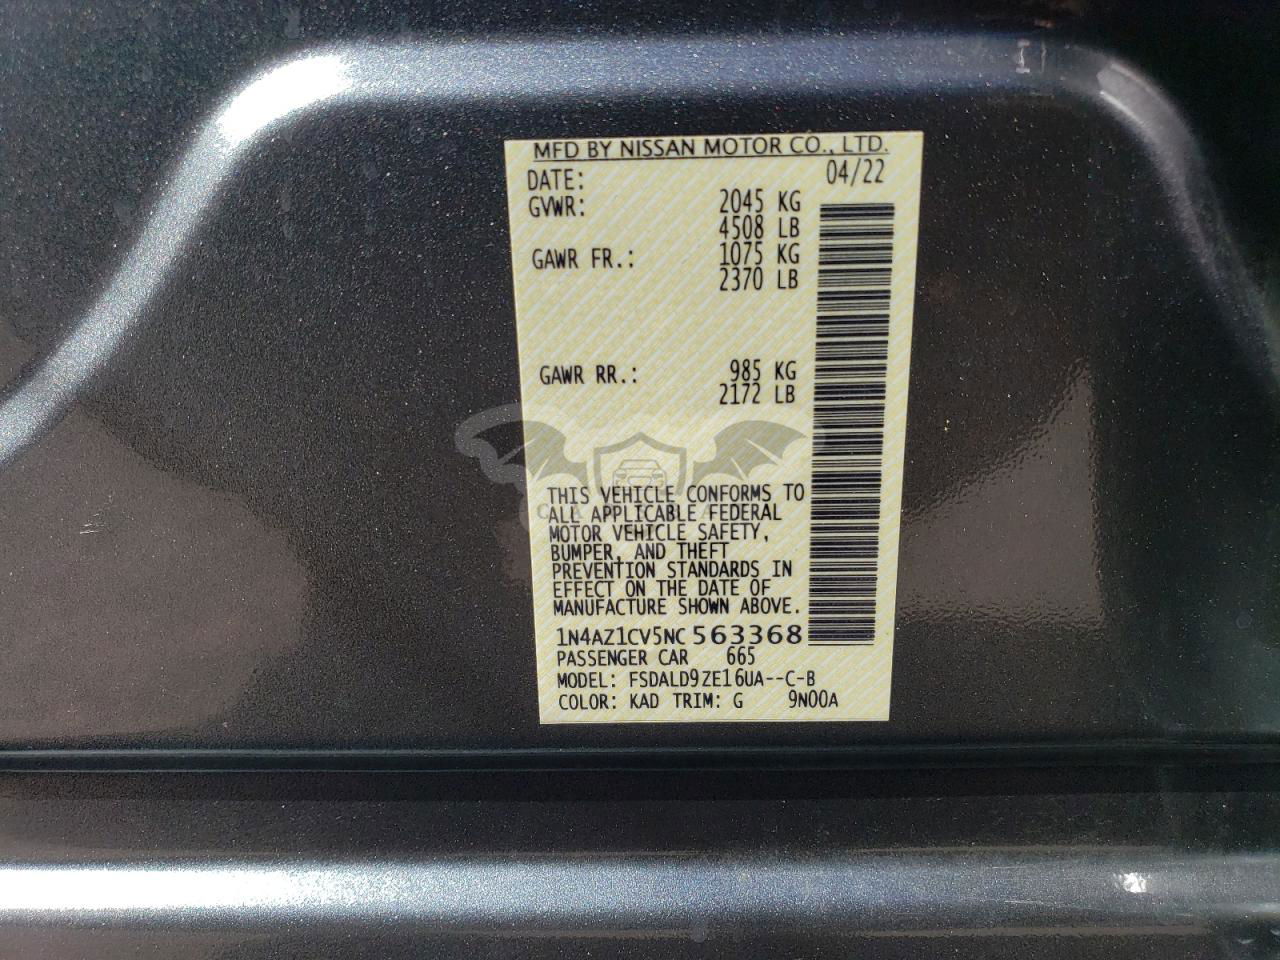 MFD BY NISSAN MOTOR CO., LTD.
DATE: 04/22
GVWR: 2045 KG
4508 LB
GAWR FR.: 1075 KG
2370 LB
GAWR RR.: 985 KG
2172 LB
THIS VEHICLE CONFORMS TO
ALL APPLICABLE FEDERAL
MOTOR VEHICLE SAFETY,
BUMPER, AND THEFT
PREVENTION STANDARDS IN
EFFECT ON THE DATE OF
MANUFACTURE SHOWN ABOVE.
1N4AZ1CV5NC563368
PASSENGER CAR 665
MODEL: FSDALD9ZE16UA--C-B
COLOR: KAD TRIM: G 9N00A